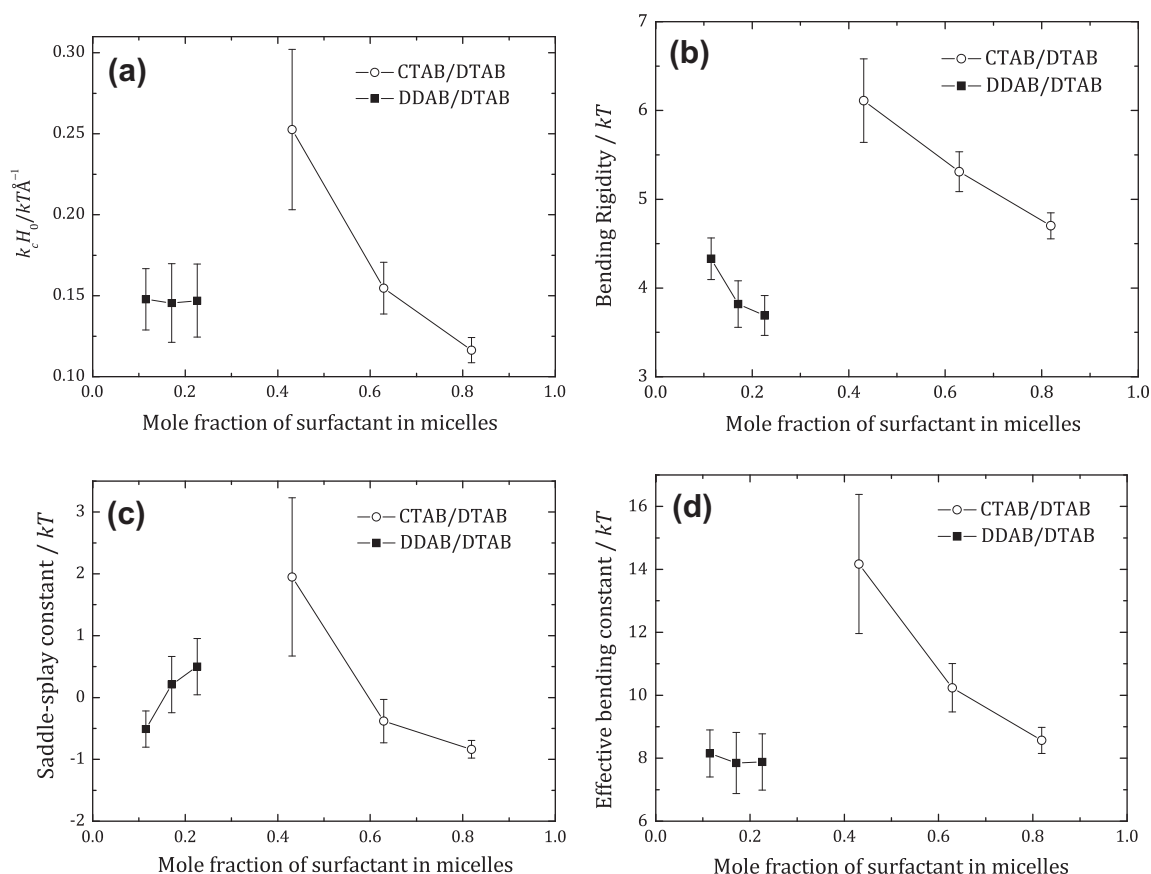 (a)
CTAB/DTAB
DDAB/DTAB
0.30
0.25
0.20
0.15
0.10
k_c H_0/kTÅ⁻¹
0.0 0.2 0.4 0.6 0.8 1.0
Mole fraction of surfactant in micelles
(b)
CTAB/DTAB
DDAB/DTAB
7
6
5
4
3
Bending Rigidity / kT
0.0 0.2 0.4 0.6 0.8 1.0
Mole fraction of surfactant in micelles
(c)
CTAB/DTAB
DDAB/DTAB
3
2
1
0
-1
-2
Saddle-splay constant / kT
0.0 0.2 0.4 0.6 0.8 1.0
Mole fraction of surfactant in micelles
(d)
CTAB/DTAB
DDAB/DTAB
16
14
12
10
8
6
Effective bending constant / kT
0.0 0.2 0.4 0.6 0.8 1.0
Mole fraction of surfactant in micelles